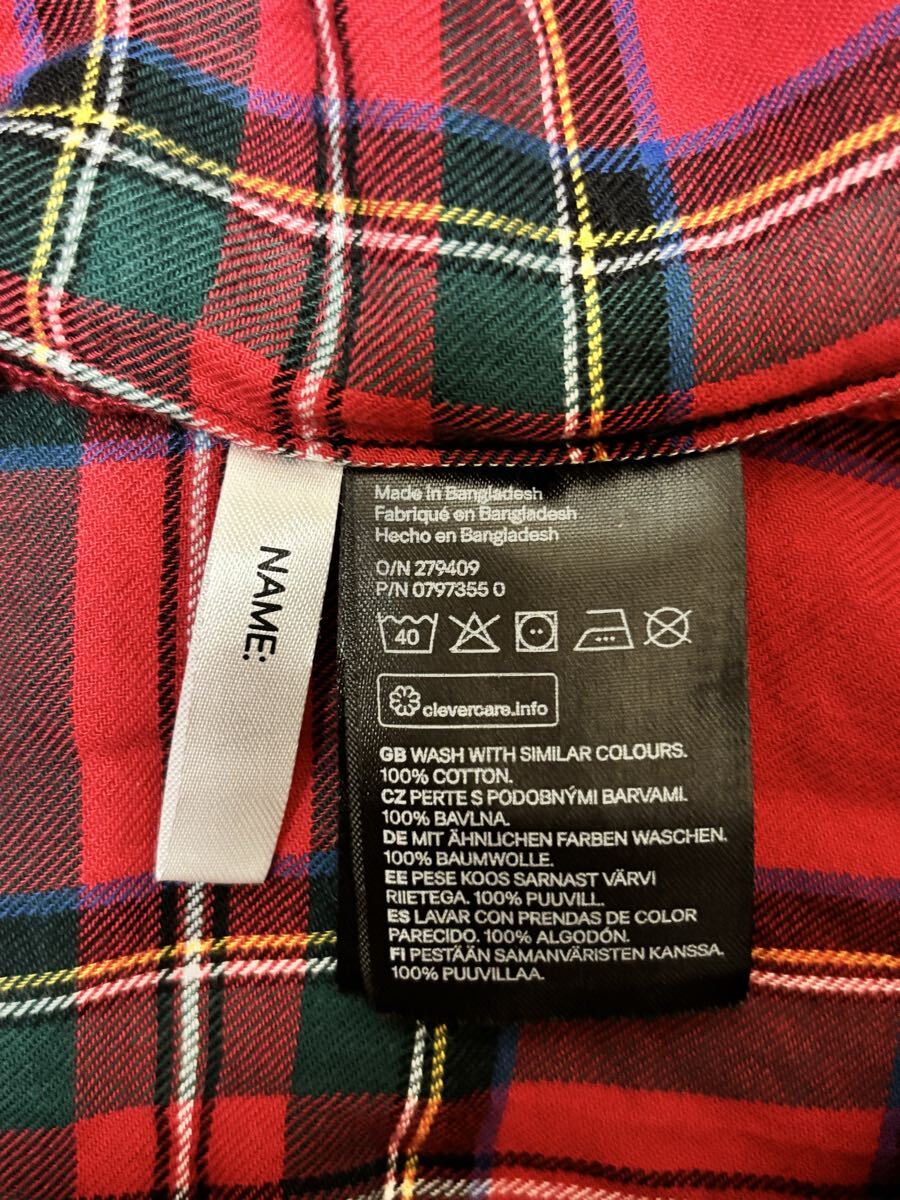 NAME:
Made in Bangladesh
Fabriqué en Bangladesh
Hecho en Bangladesh
O/N 279409
P/N 0797355 0
40
clevercare.info
GB WASH WITH SIMILAR COLOURS.
100% COTTON.
CZ PERTE S PODOBNÝMI BARVAMI.
100% BAVLNA.
DE MIT ÄHNLICHEN FARBEN WASCHEN.
100% BAUMWOLLE.
EE PESE KOOS SARNAST VÄRVI
RIIETEGA. 100% PUUVILL.
ES LAVAR CON PRENDAS DE COLOR
PARECIDO. 100% ALGODÓN.
FI PESTÄÄN SAMANVÄRISTEN KANSSA.
100% PUUVILLAA.